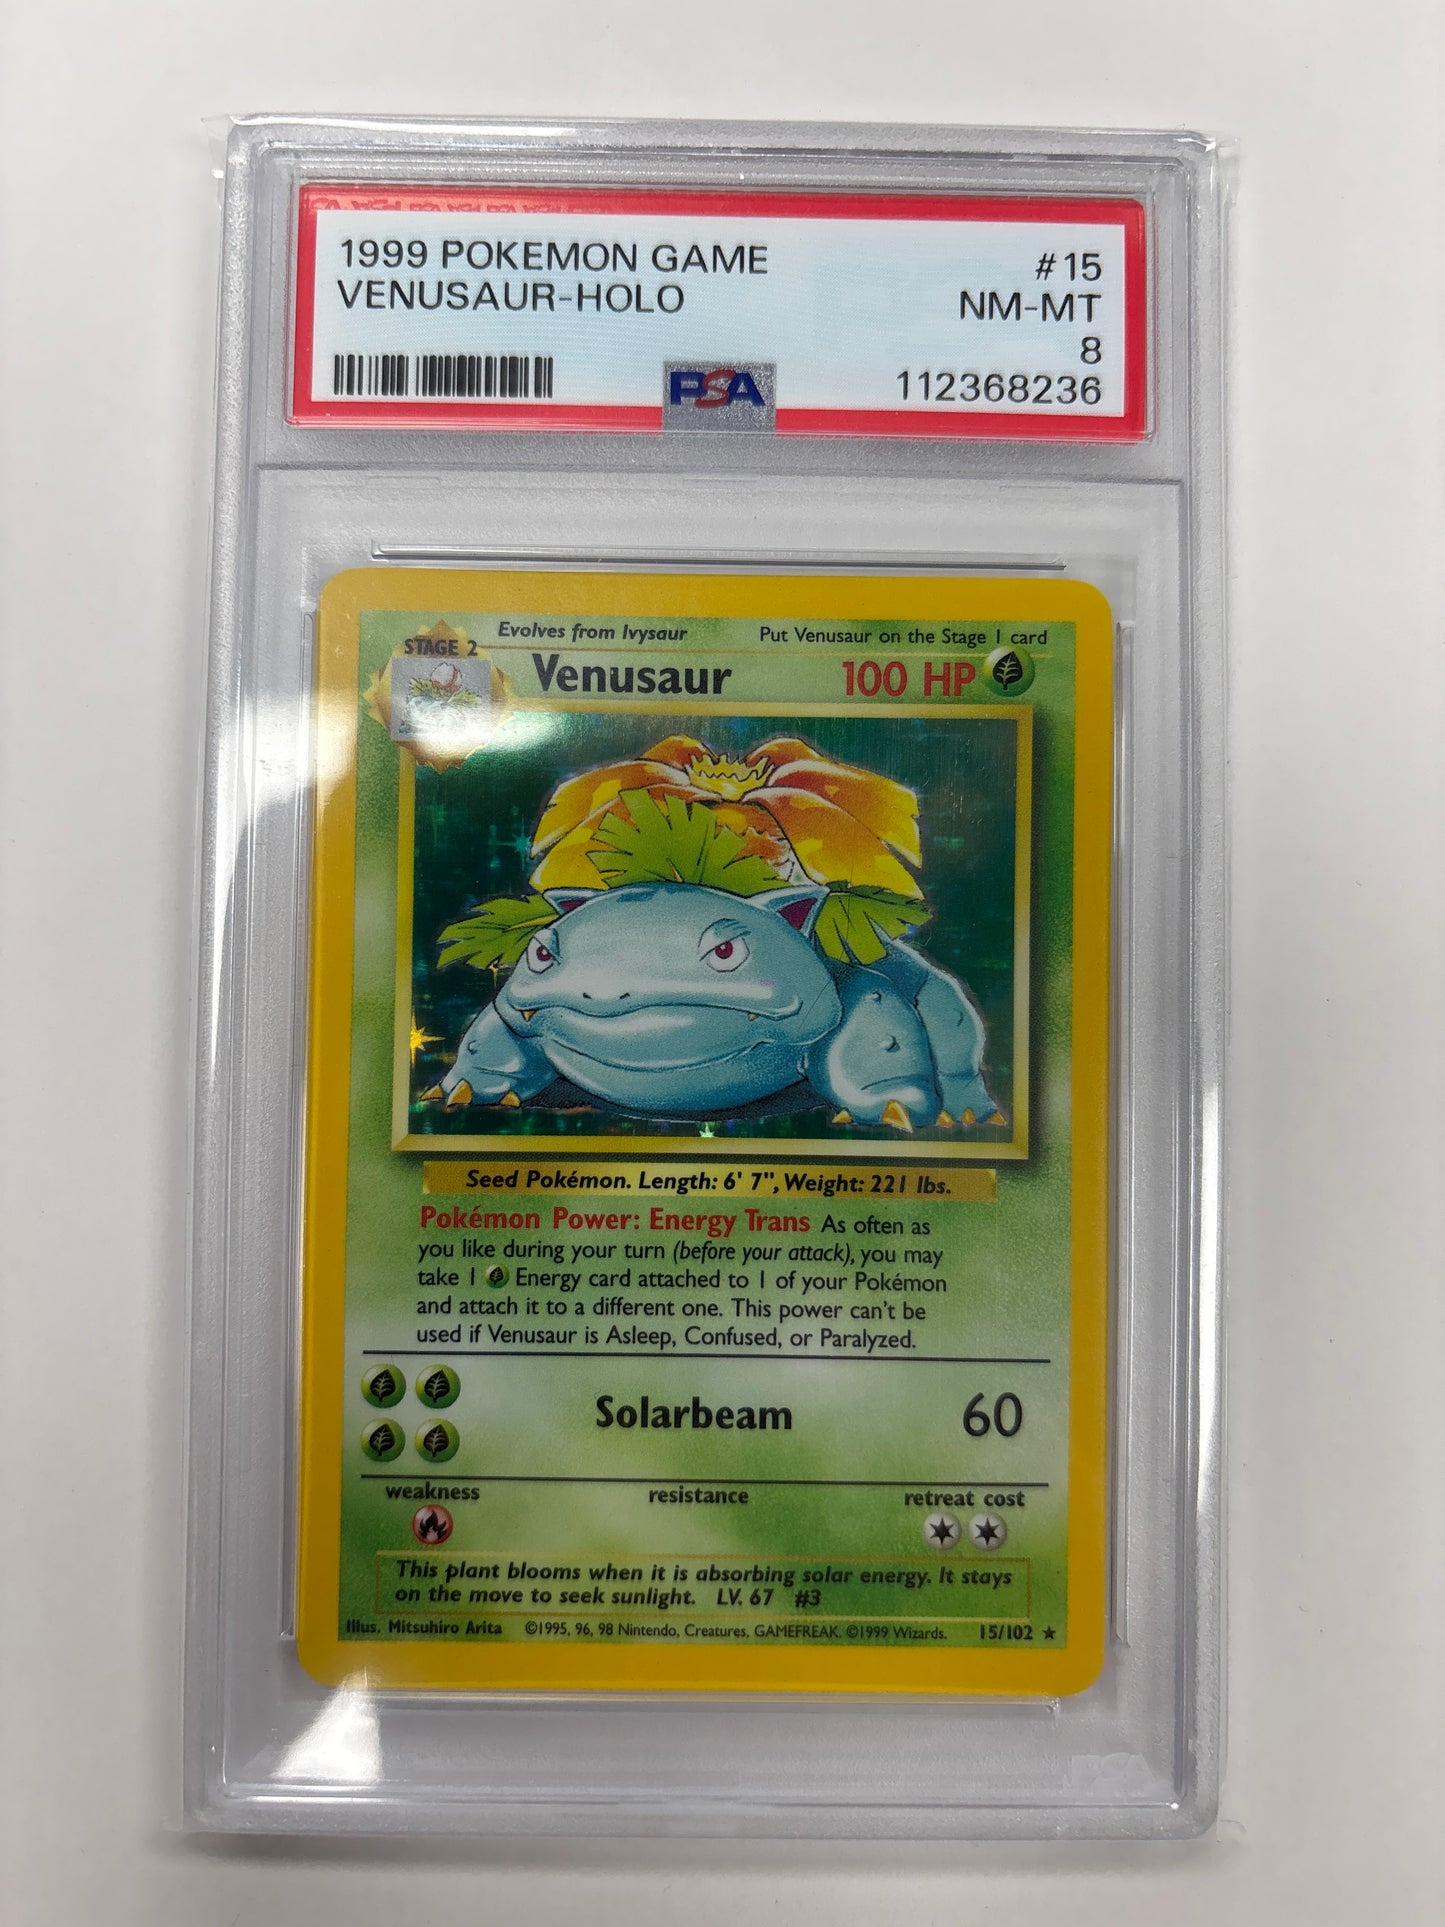 1999 POKEMON GAME #15
VENUSAUR-HOLO NM-MT
8
PSA 112368236
STAGE 2
Evolves from Ivysaur Put Venusaur on the Stage 1 card
Venusaur 100 HP
Seed Pokémon. Length: 6' 7", Weight: 221 lbs.
Pokémon Power: Energy Trans As often as
you like during your turn (before your attack), you may
take 1 Energy card attached to 1 of your Pokémon
and attach it to a different one. This power can't be
used if Venusaur is Asleep, Confused, or Paralyzed.
Solarbeam 60
weakness resistance retreat cost
This plant blooms when it is absorbing solar energy. It stays
on the move to seek sunlight. LV. 67 #3
Illus. Mitsuhiro Arita ©1995, 96, 98 Nintendo, Creatures, GAMEFREAK. ©1999 Wizards. 15/102 ★
PSA